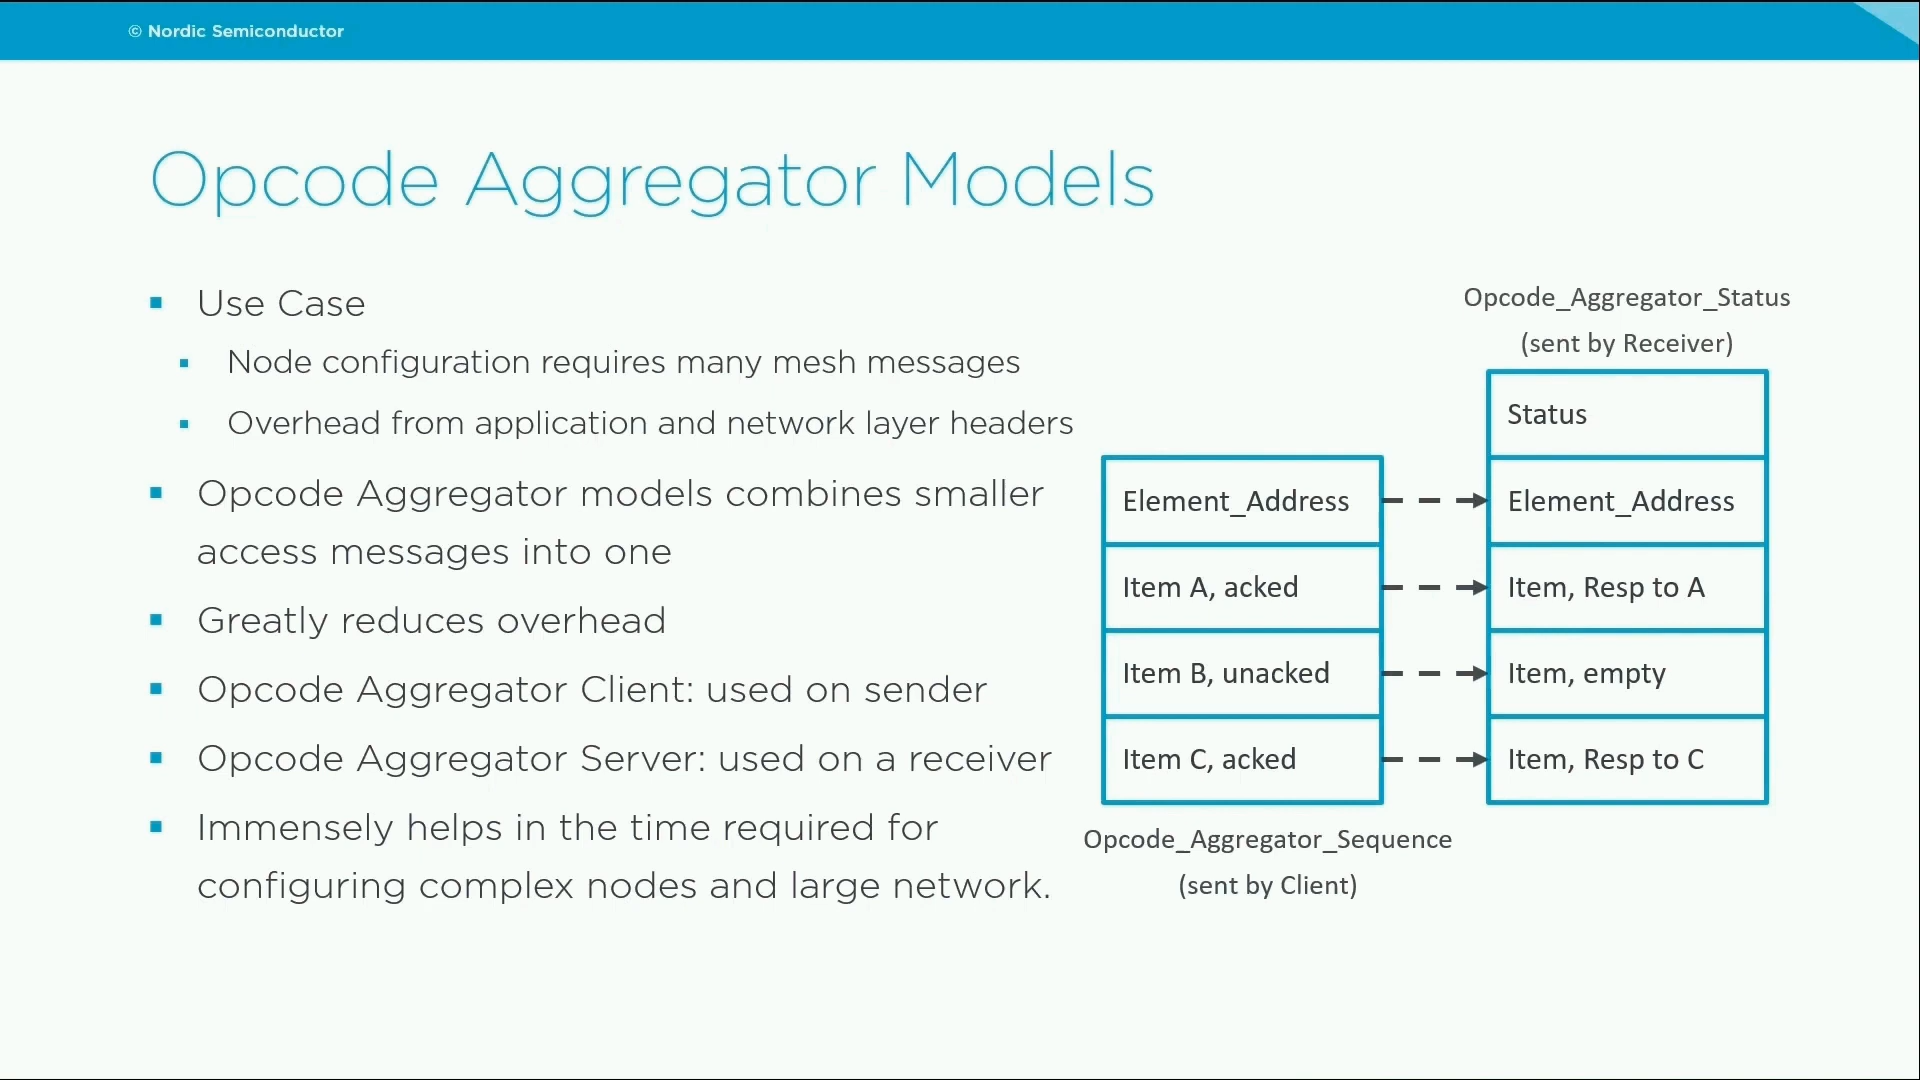 © Nordic Semiconductor
Opcode Aggregator Models
Use Case
Node configuration requires many mesh messages
Overhead from application and network layer headers
Opcode Aggregator models combines smaller
access messages into one
Greatly reduces overhead
Opcode Aggregator Client: used on sender
Opcode Aggregator Server: used on a receiver
Immensely helps in the time required for
configuring complex nodes and large network.
Element_Address
Item A, acked
Item B, unacked
Item C, acked
Opcode_Aggregator_Sequence
(sent by Client)
Opcode_Aggregator_Status
(sent by Receiver)
Status
Element_Address
Item, Resp to A
Item, empty
Item, Resp to C